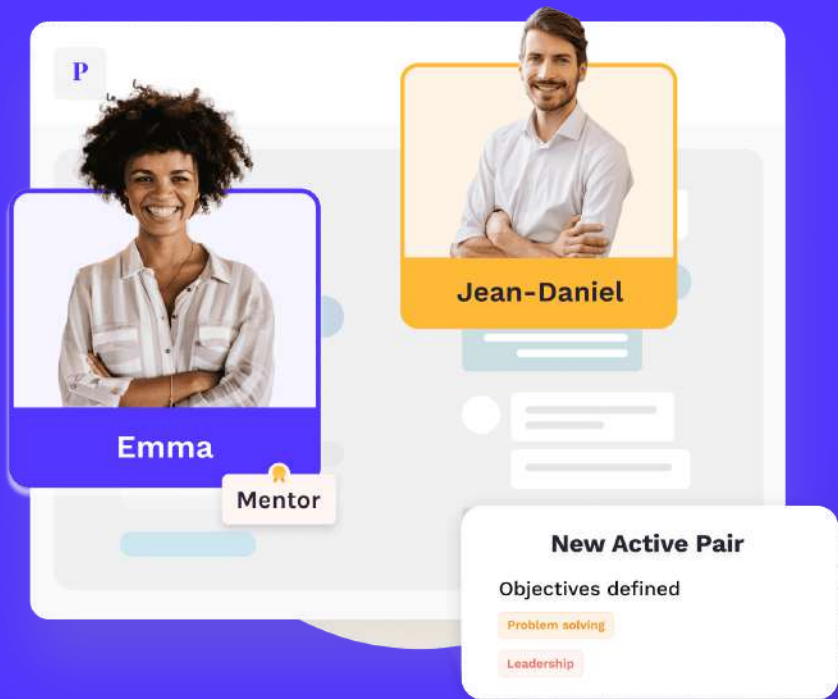 P
Jean-Daniel
Emma
Mentor
New Active Pair
Objectives defined
Problem solving
Leadership